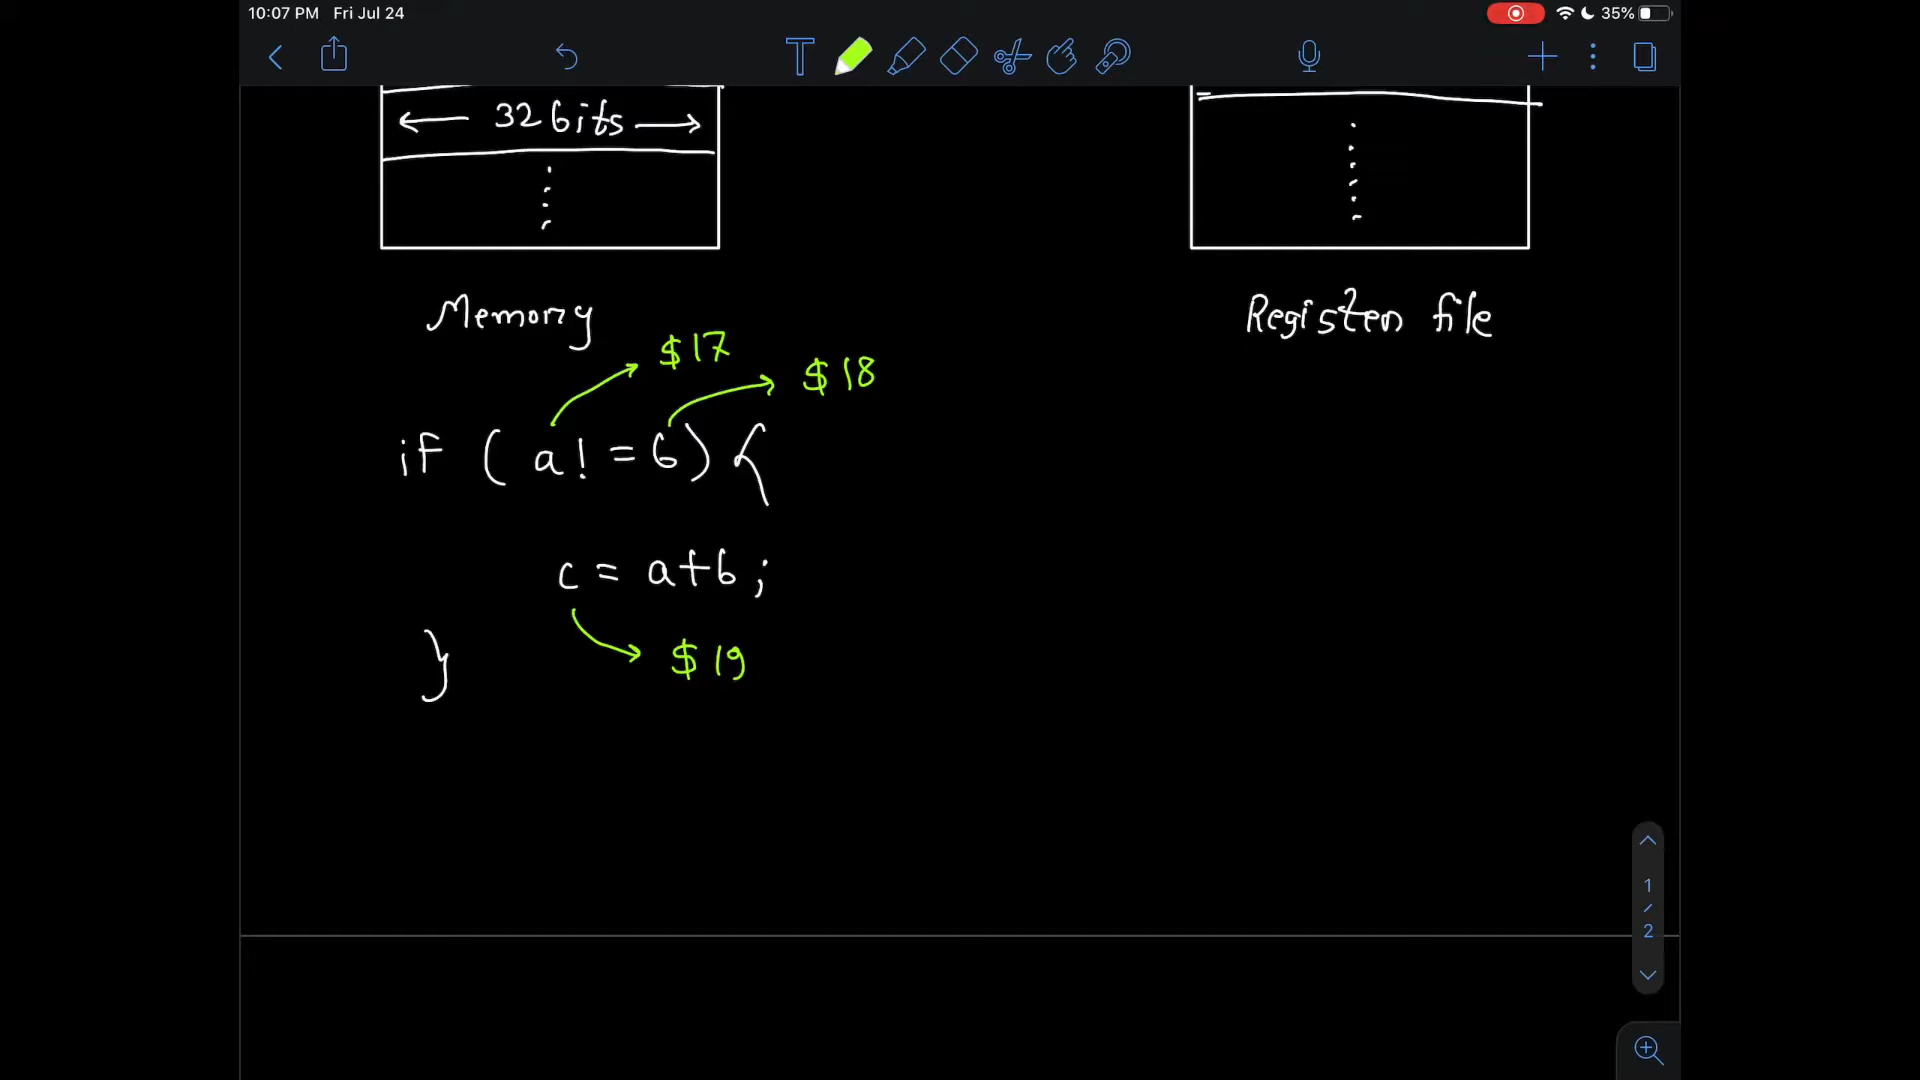 10:07 PM Fri Jul 24
35%
T
32 bits
Memory
Register file
$17
$18
if ( a! = b) {
c = a+b ;
$19
}
1
/
2